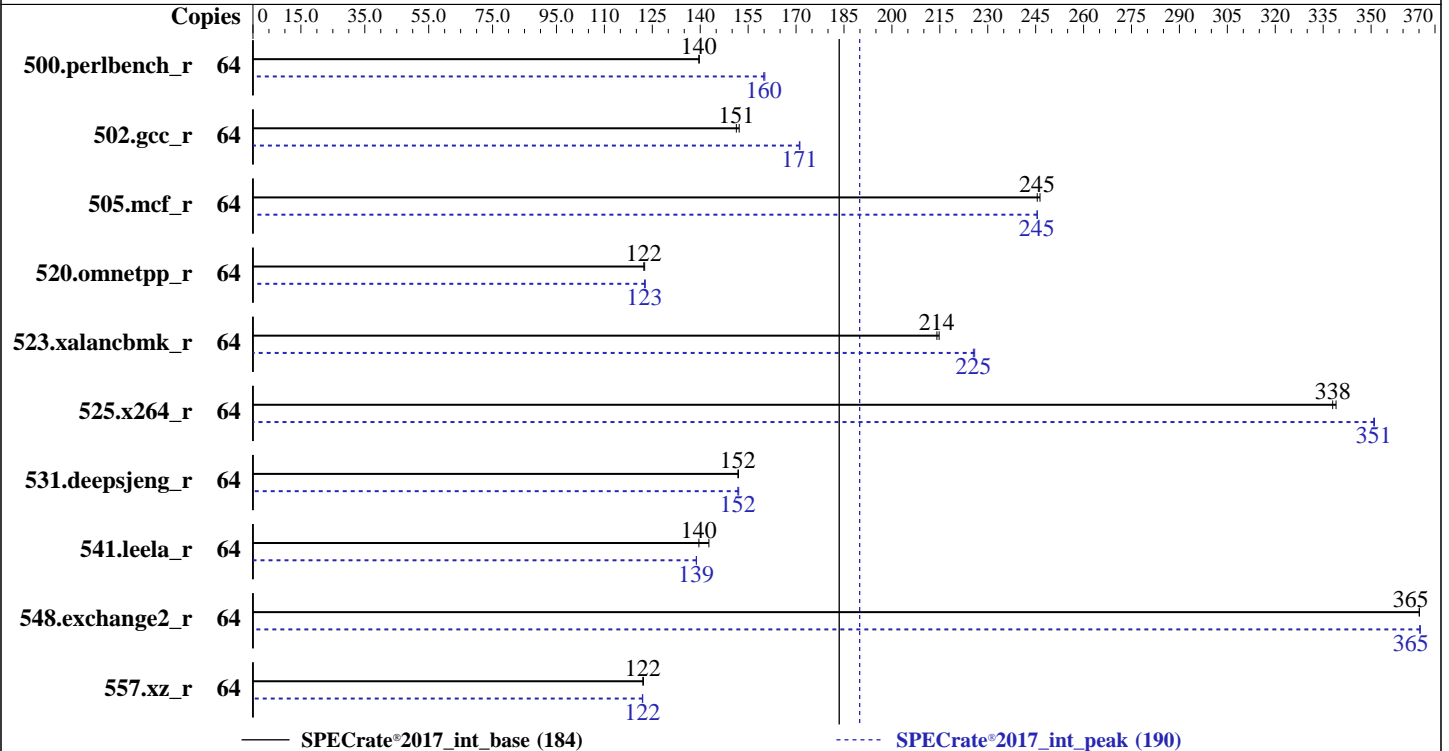 Copies 0 15.0 35.0 55.0 75.0 95.0 110 125 140 155 170 185 200 215 230 245 260 275 290 305 320 335 350 370
140
500.perlbench_r 64
160
151
502.gcc_r 64
171
245
505.mcf_r 64
245
122
520.omnetpp_r 64
123
214
523.xalancbmk_r 64
225
338
525.x264_r 64
351
152
531.deepsjeng_r 64
152
140
541.leela_r 64
139
365
548.exchange2_r 64
365
122
557.xz_r 64
122
SPECrate®2017_int_base (184) SPECrate®2017_int_peak (190)